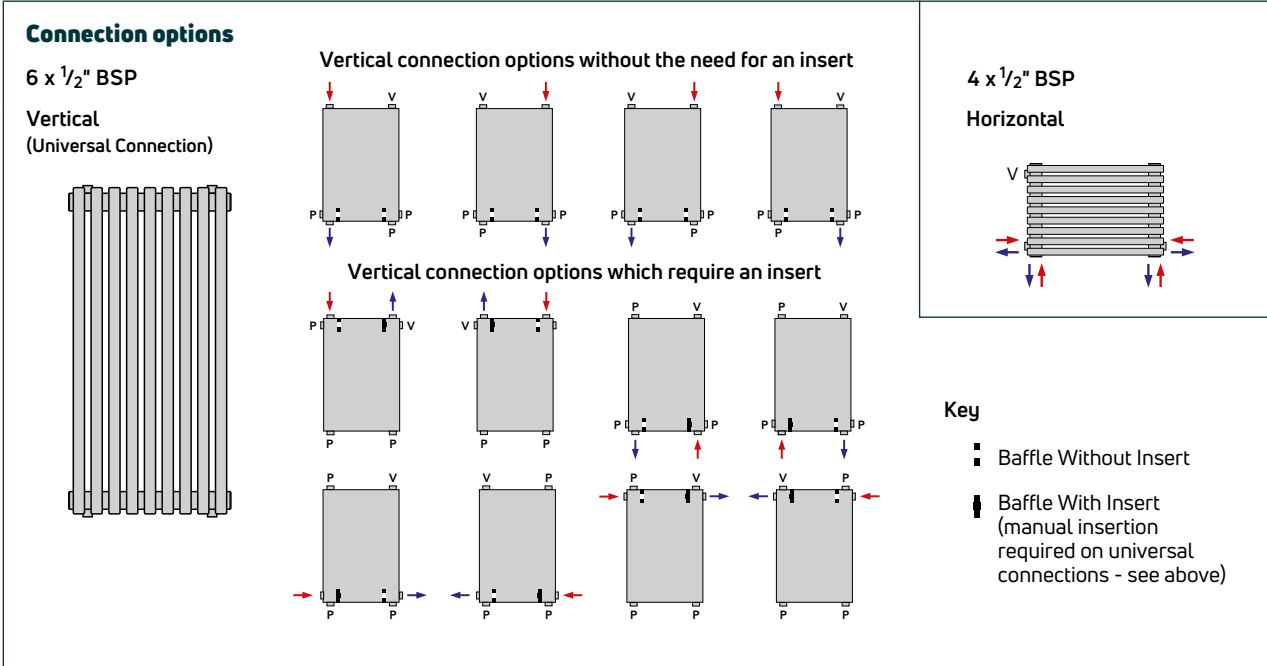 Connection options
6 x 1/2" BSP
Vertical
(Universal Connection)
Vertical connection options without the need for an insert
V V V V
P P P P P P P P
P P P P
Vertical connection options which require an insert
P V P V
P V V
P P P P
P P P P
P V V P P V V P
P P P P P P P P
4 x 1/2" BSP
Horizontal
V
Key
Baffle Without Insert
Baffle With Insert
(manual insertion
required on universal
connections - see above)